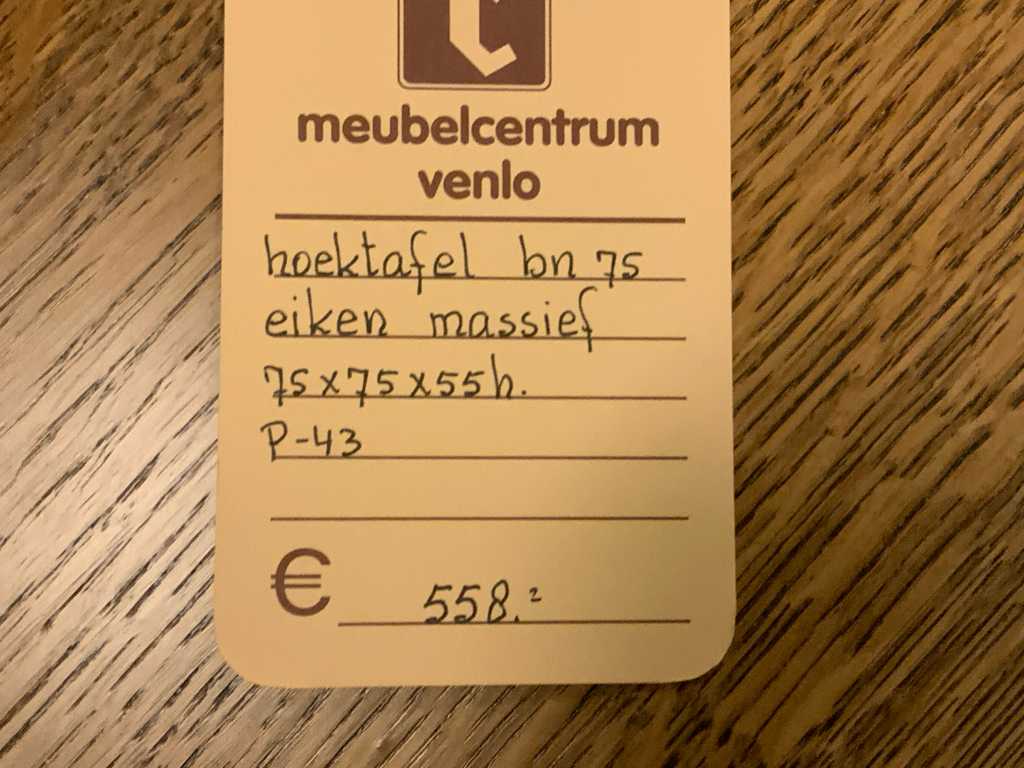 meubelcentrum
venlo
hoektafel bn 75
eiken massief
75x75x55h.
P-43
€ 558.=